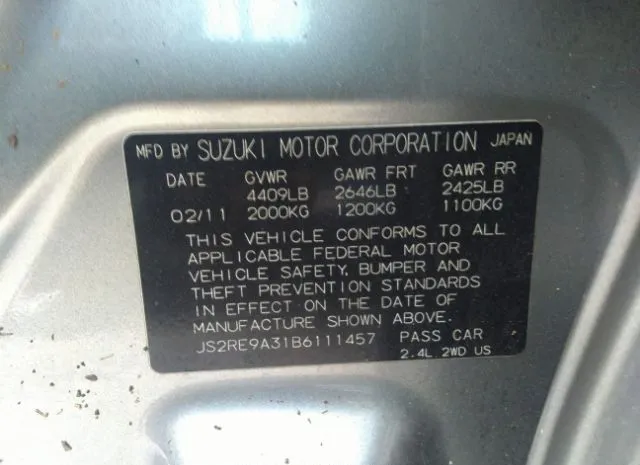 MFD BY SUZUKI MOTOR CORPORATION JAPAN
DATE GVWR GAWR FRT GAWR RR
4409LB 2646LB 2425LB
02/11 2000KG 1200KG 1100KG
THIS VEHICLE CONFORMS TO ALL
APPLICABLE FEDERAL MOTOR
VEHICLE SAFETY, BUMPER AND
THEFT PREVENTION STANDARDS
IN EFFECT ON THE DATE OF
MANUFACTURE SHOWN ABOVE.
JS2RE9A31B6111457 PASS CAR
2.4L 2WD US